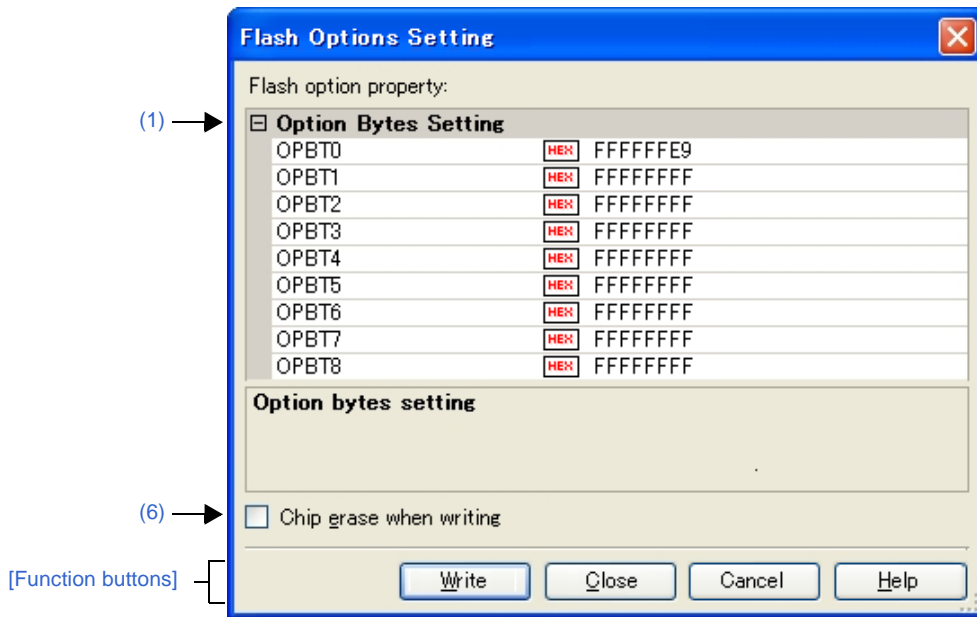 Flash Options Setting
Flash option property:
(1) Option Bytes Setting
OPBT0 HEX FFFFFFE9
OPBT1 HEX FFFFFFFF
OPBT2 HEX FFFFFFFF
OPBT3 HEX FFFFFFFF
OPBT4 HEX FFFFFFFF
OPBT5 HEX FFFFFFFF
OPBT6 HEX FFFFFFFF
OPBT7 HEX FFFFFFFF
OPBT8 HEX FFFFFFFF
Option bytes setting
(6) Chip erase when writing
[Function buttons] Write Close Cancel Help